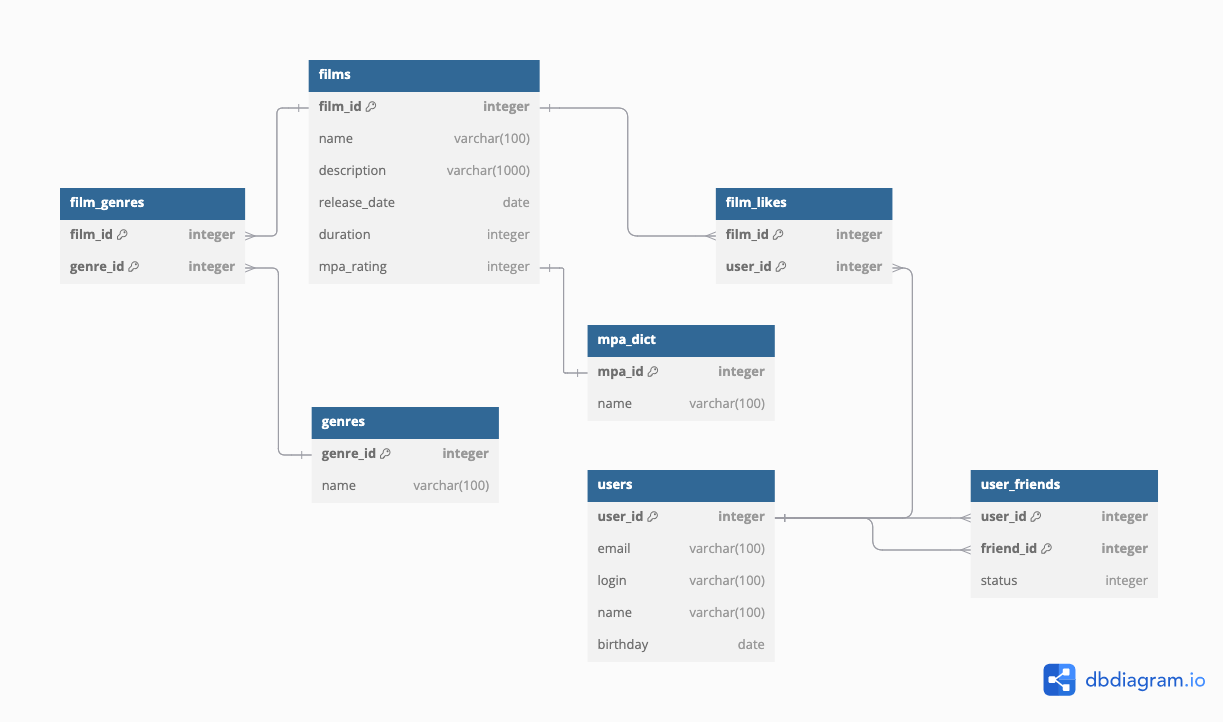 films
film_id integer
name varchar(100)
description varchar(1000)
release_date date
duration integer
mpa_rating integer
film_genres
film_id integer
genre_id integer
film_likes
film_id integer
user_id integer
mpa_dict
mpa_id integer
name varchar(100)
genres
genre_id integer
name varchar(100)
users
user_id integer
email varchar(100)
login varchar(100)
name varchar(100)
birthday date
user_friends
user_id integer
friend_id integer
status integer
dbdiagram.io